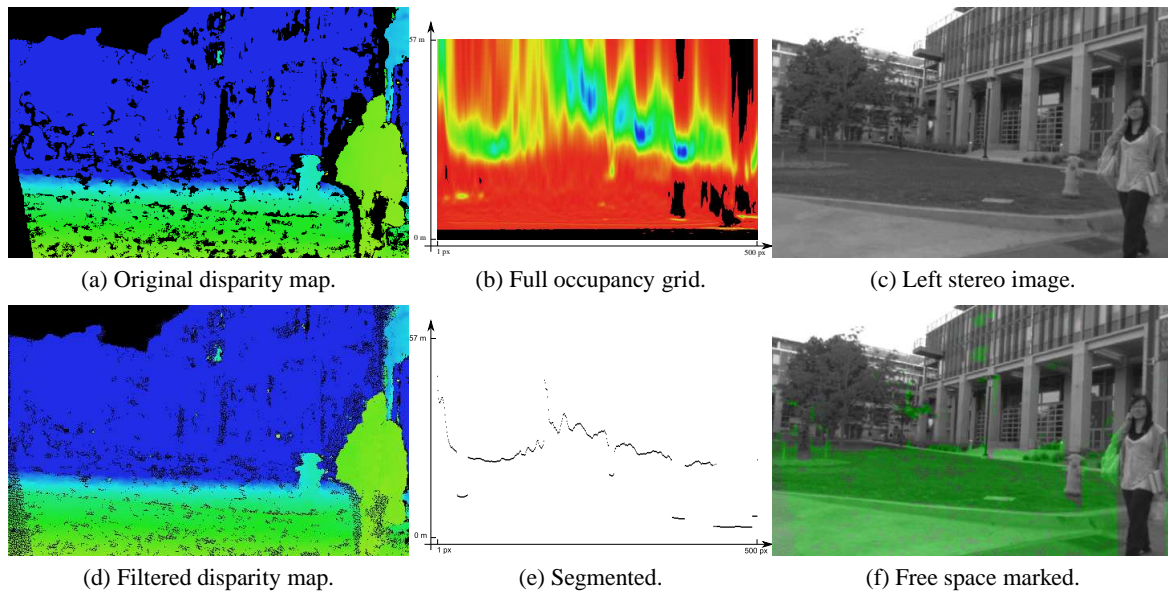 57 m
0 m
1 px
500 px
(a) Original disparity map.
(b) Full occupancy grid.
(c) Left stereo image.
57 m
0 m
1 px
500 px
(d) Filtered disparity map.
(e) Segmented.
(f) Free space marked.